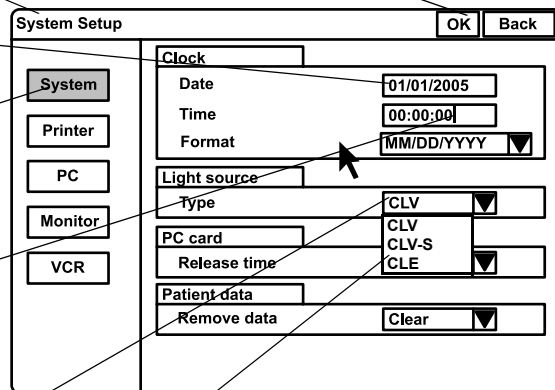 System Setup OK Back
Clock
System Date 01/01/2005
Time 00:00:00
Printer Format MM/DD/YYYY
PC Light source
Type CLV
Monitor CLV
PC card CLV-S
VCR Release time CLE
Patient data
Remove data Clear